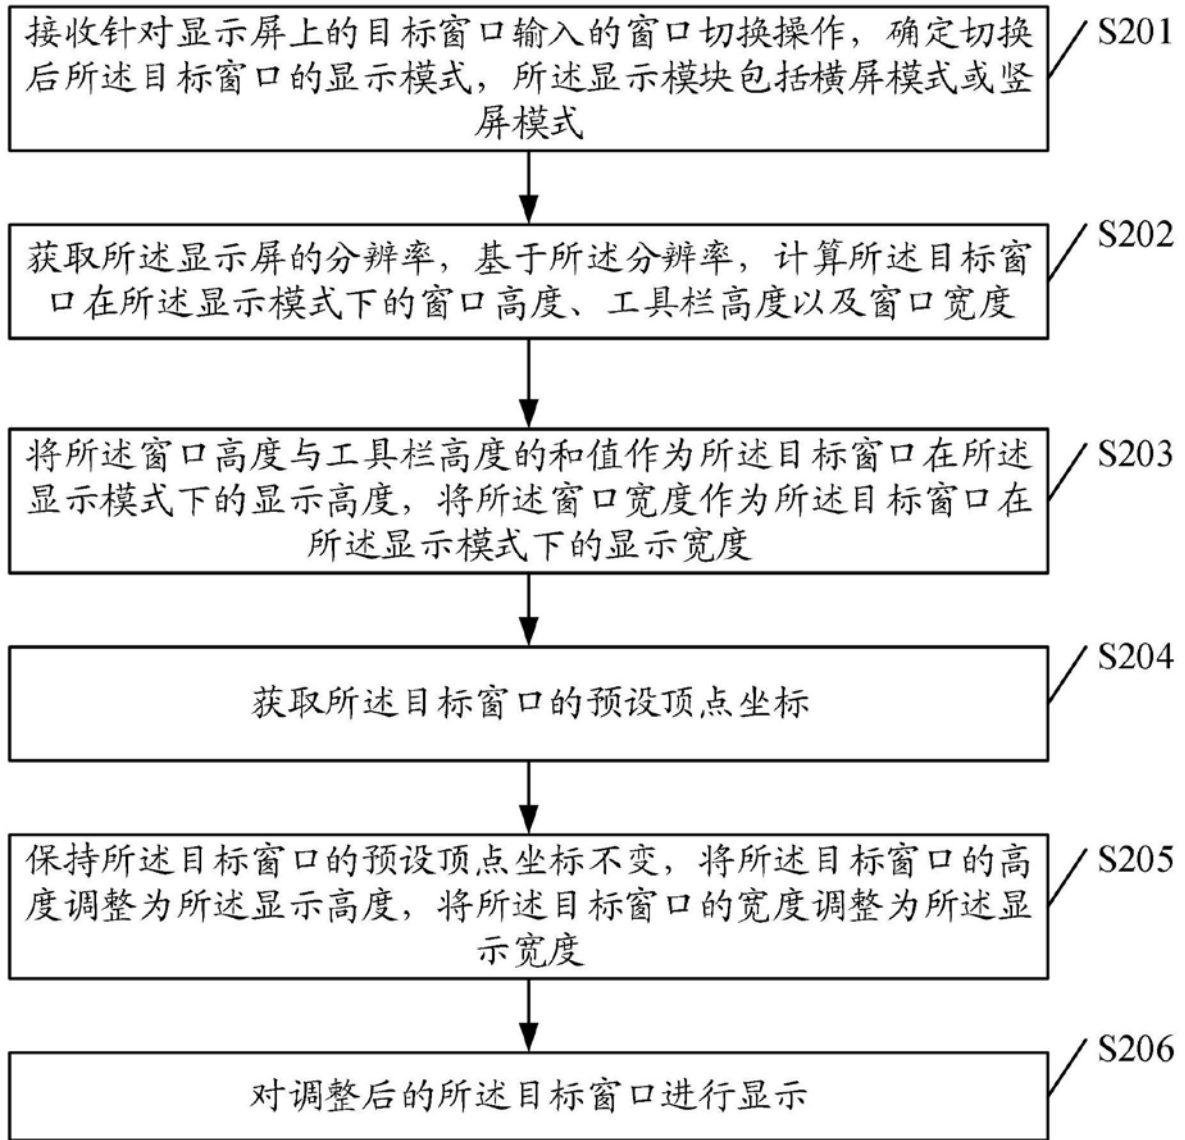 接收针对显示屏上的目标窗口输入的窗口切换操作，确定切换
后所述目标窗口的显示模式，所述显示模块包括横屏模式或竖
屏模式
S201
获取所述显示屏的分辨率，基于所述分辨率，计算所述目标窗
口在所述显示模式下的窗口高度、工具栏高度以及窗口宽度
S202
将所述窗口高度与工具栏高度的和值作为所述目标窗口在所述
显示模式下的显示高度，将所述窗口宽度作为所述目标窗口在
所述显示模式下的显示宽度
S203
获取所述目标窗口的预设顶点坐标
S204
保持所述目标窗口的预设顶点坐标不变，将所述目标窗口的高
度调整为所述显示高度，将所述目标窗口的宽度调整为所述显
示宽度
S205
对调整后的所述目标窗口进行显示
S206